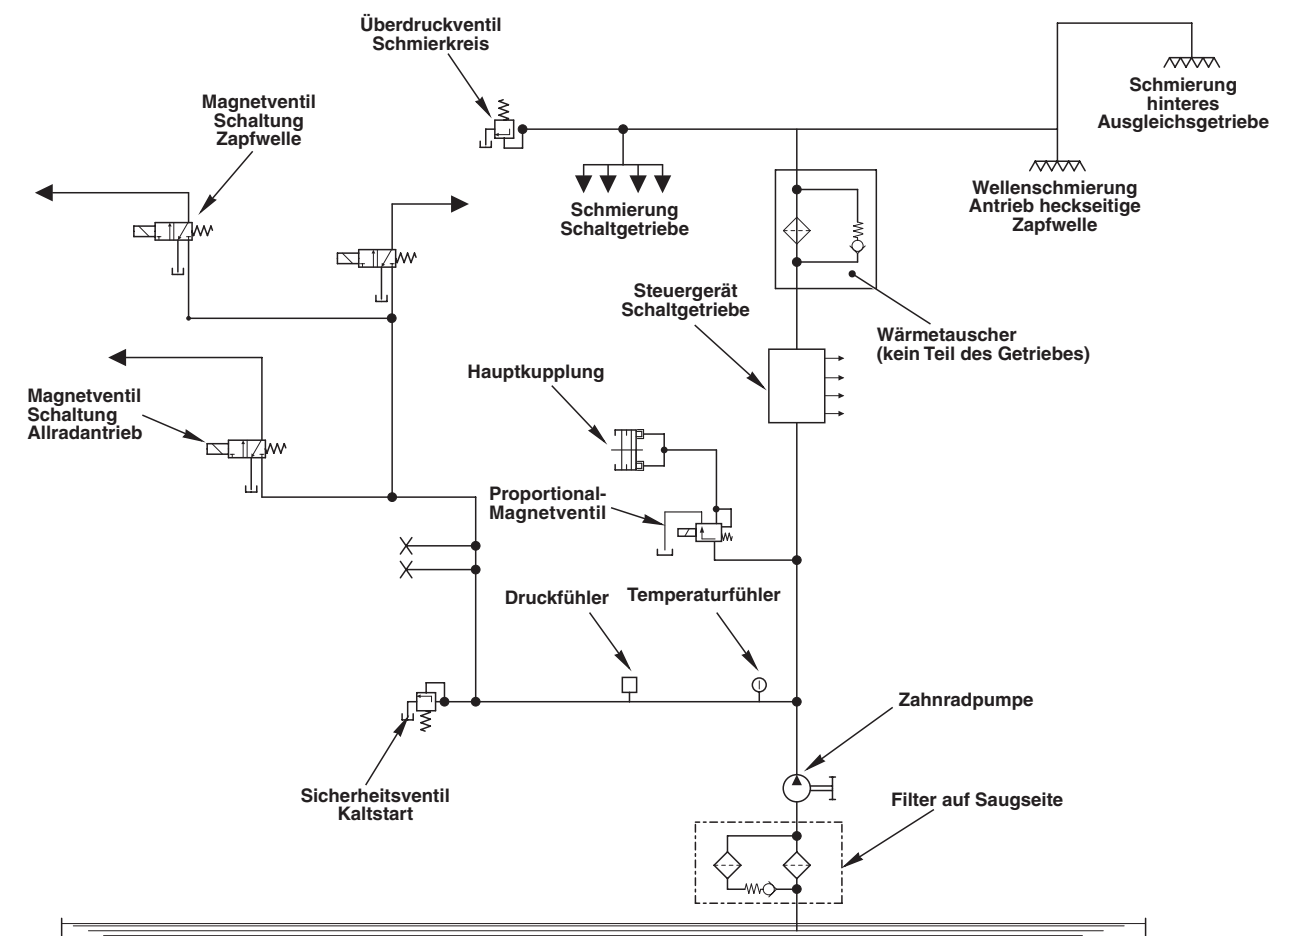 Überdruckventil
Schmierkreis
Magnetventil
Schaltung
Zapfwelle
Schmierung
hinteres
Ausgleichsgetriebe
Wellenschmierung
Antrieb heckseitige
Zapfwelle
Schmierung
Schaltgetriebe
Steuergerät
Schaltgetriebe
Wärmetauscher
(kein Teil des Getriebes)
Hauptkupplung
Magnetventil
Schaltung
Allradantrieb
Proportional-
Magnetventil
Druckfühler
Temperaturfühler
Zahnradpumpe
Sicherheitsventil
Kaltstart
Filter auf Saugseite